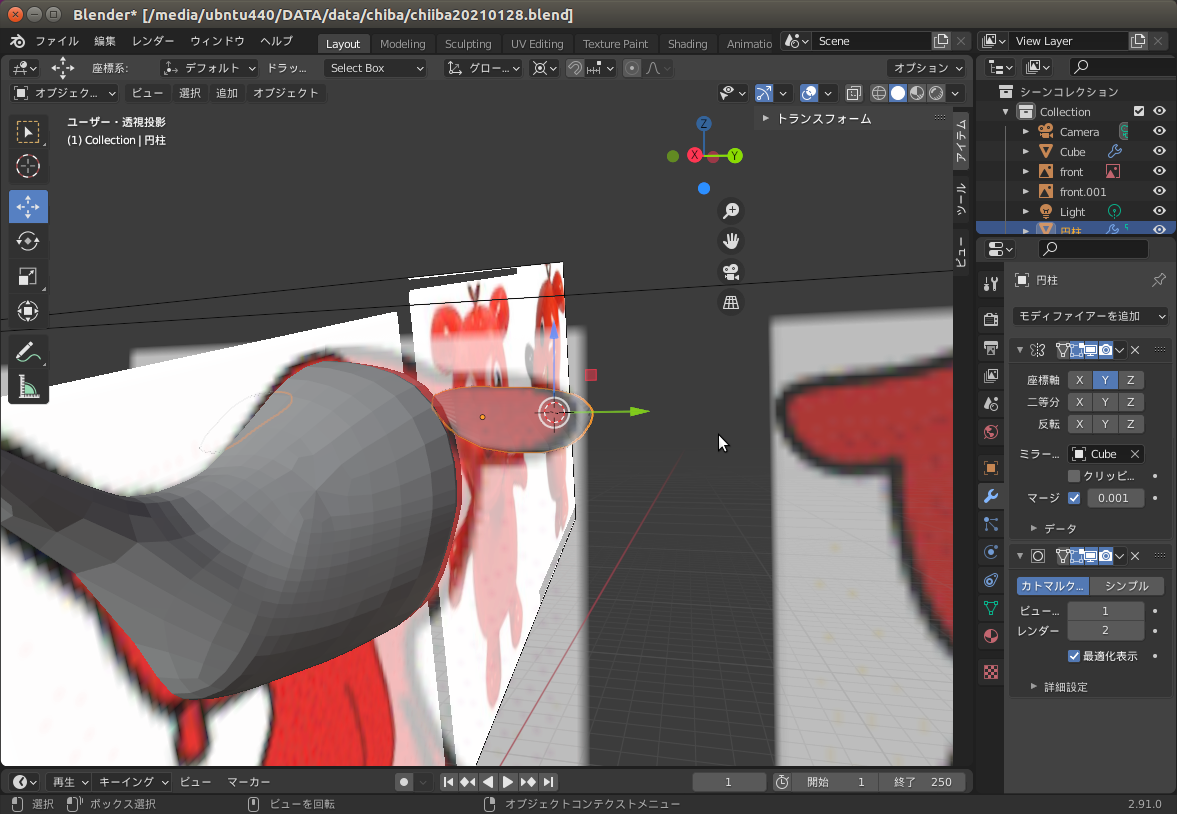 Blender* [/media/ubntu440/DATA/data/chiba/chiiba20210128.blend]
ファイル 編集 レンダー ウィンドウ ヘルプ Layout Modeling Sculpting UV Editing Texture Paint Shading Animatio Scene View Layer
座標系: デフォルト ドラッ... Select Box グロー... オプション
オブジェク... ビュー 選択 追加 オブジェクト
ユーザー・透視投影
(1) Collection | 円柱
Z
X
Y
トランスフォーム
アイテム
ツール
ビュー
シーンコレクション
Collection
Camera
Cube
front
front.001
Light
円柱
円柱
モディファイアーを追加
座標軸 X Y Z
二等分 X Y Z
反転 X Y Z
ミラー... Cube
クリッピ...
マージ 0.001
データ
カトマルク... シンプル
ビュー... 1
レンダー 2
最適化表示
詳細設定
再生 キーイング ビュー マーカー 1 開始 1 終了 250
選択 ボックス選択 ビューを回転 オブジェクトコンテクストメニュー 2.91.0